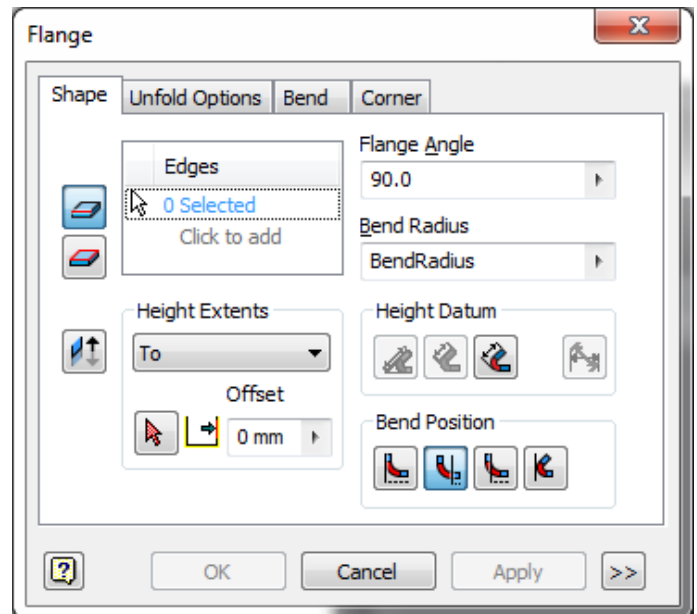 Flange
Shape
Unfold Options
Bend
Corner
Edges
0 Selected
Click to add
Flange Angle
90.0
Bend Radius
BendRadius
Height Extents
To
Offset
0 mm
Height Datum
Bend Position
OK
Cancel
Apply
>>